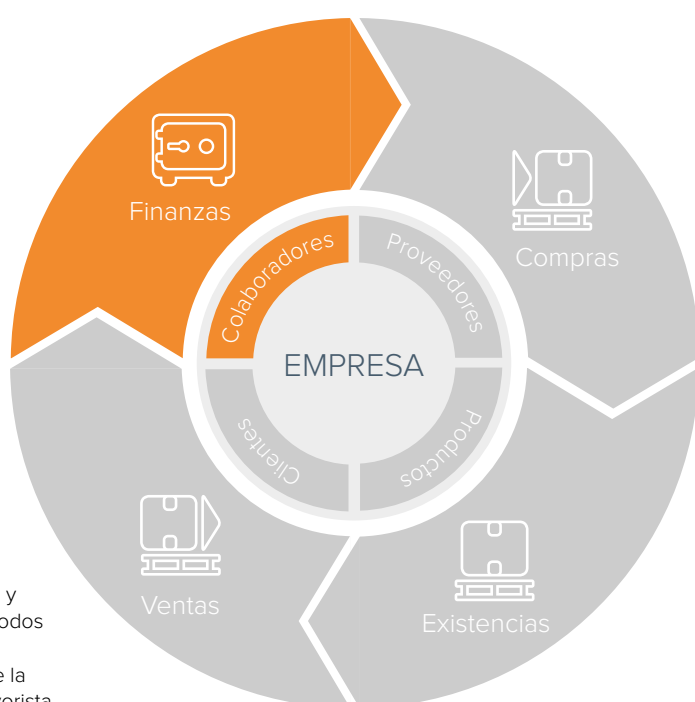 Finanzas
Compras
Colaboradores
Proveedores
EMPRESA
Clientes
Productos
Ventas
Existencias
y
odos
e la